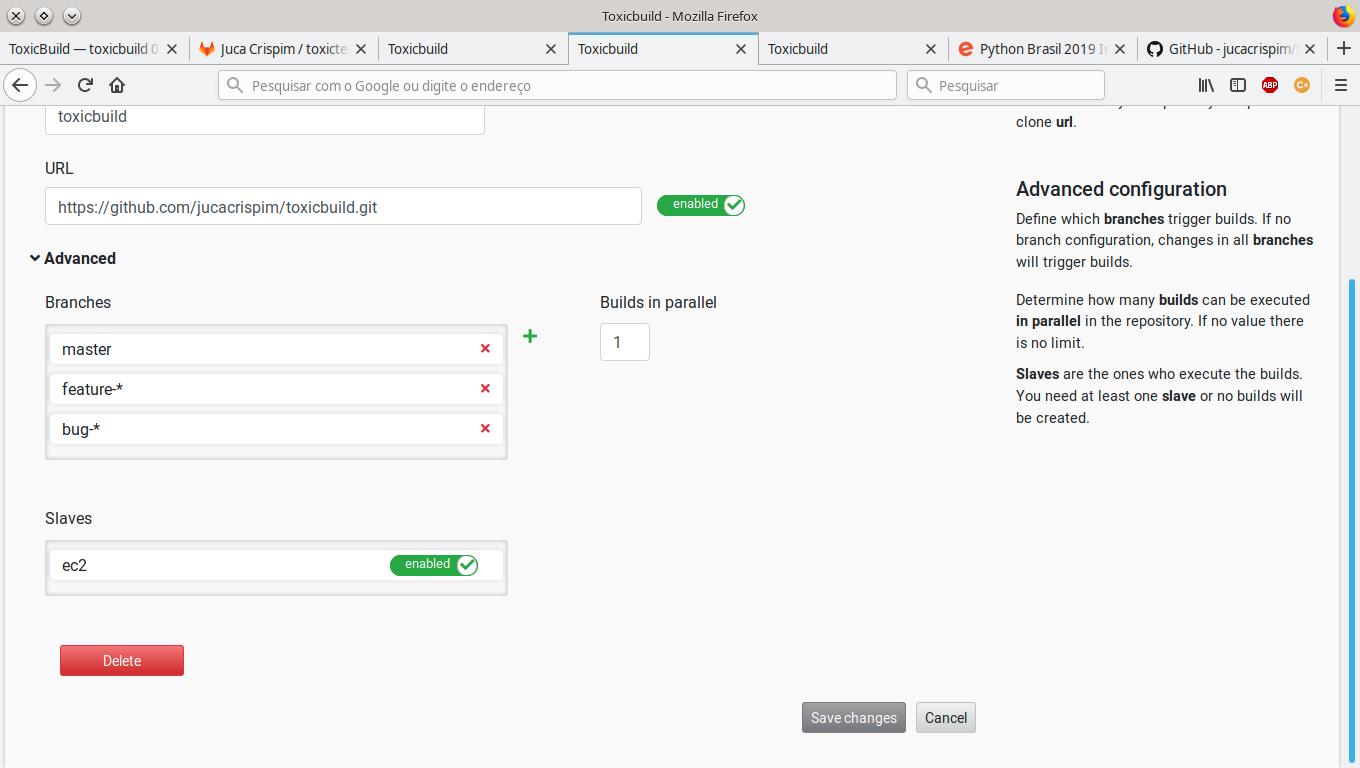 Toxicbuild - Mozilla Firefox
ToxicBuild — toxicbuild 0
Juca Crispim / toxicte
Toxicbuild
Toxicbuild
Toxicbuild
Python Brasil 2019
GitHub - jucacrispim/
Pesquisar com o Google ou digite o endereço
Pesquisar
ABP
C+
toxicbuild
clone url.
URL
https://github.com/jucacrispim/toxicbuild.git
enabled
Advanced
Branches
master
feature-*
bug-*
Builds in parallel
1
Slaves
ec2
enabled
Delete
Save changes
Cancel
Advanced configuration
Define which branches trigger builds. If no
branch configuration, changes in all branches
will trigger builds.
Determine how many builds can be executed
in parallel in the repository. If no value there
is no limit.
Slaves are the ones who execute the builds.
You need at least one slave or no builds will
be created.